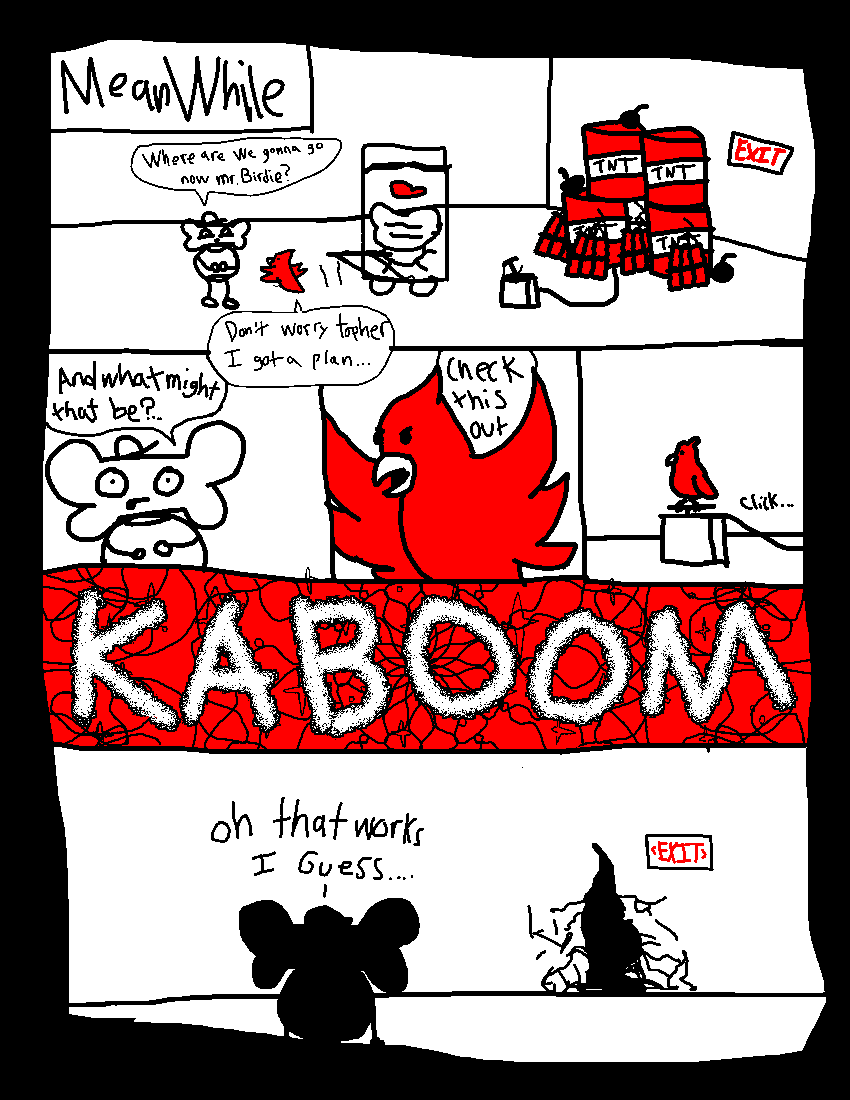 MeanWhile
Where are we gonna go
now mr. Birdie?
TNT
TNT
TNT
TNT
EXIT
Don't worry topher
I got a plan...
And what might
that be?..
Check
this
out
click...
KABOOM
oh that works
I Guess....
<EXIT>